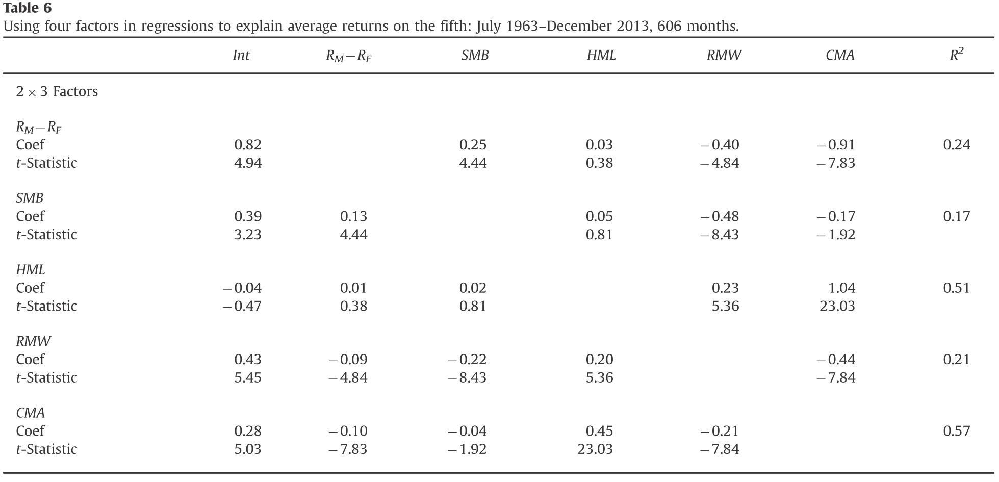 Table 6
Using four factors in regressions to explain average returns on the fifth: July 1963–December 2013, 606 months.
Int R_M−R_F SMB HML RMW CMA R²
2 × 3 Factors
R_M−R_F
Coef 0.82 0.25 0.03 −0.40 −0.91 0.24
t-Statistic 4.94 4.44 0.38 −4.84 −7.83
SMB
Coef 0.39 0.13 0.05 −0.48 −0.17 0.17
t-Statistic 3.23 4.44 0.81 −8.43 −1.92
HML
Coef −0.04 0.01 0.02 0.23 1.04 0.51
t-Statistic −0.47 0.38 0.81 5.36 23.03
RMW
Coef 0.43 −0.09 −0.22 0.20 −0.44 0.21
t-Statistic 5.45 −4.84 −8.43 5.36 −7.84
CMA
Coef 0.28 −0.10 −0.04 0.45 −0.21 0.57
t-Statistic 5.03 −7.83 −1.92 23.03 −7.84